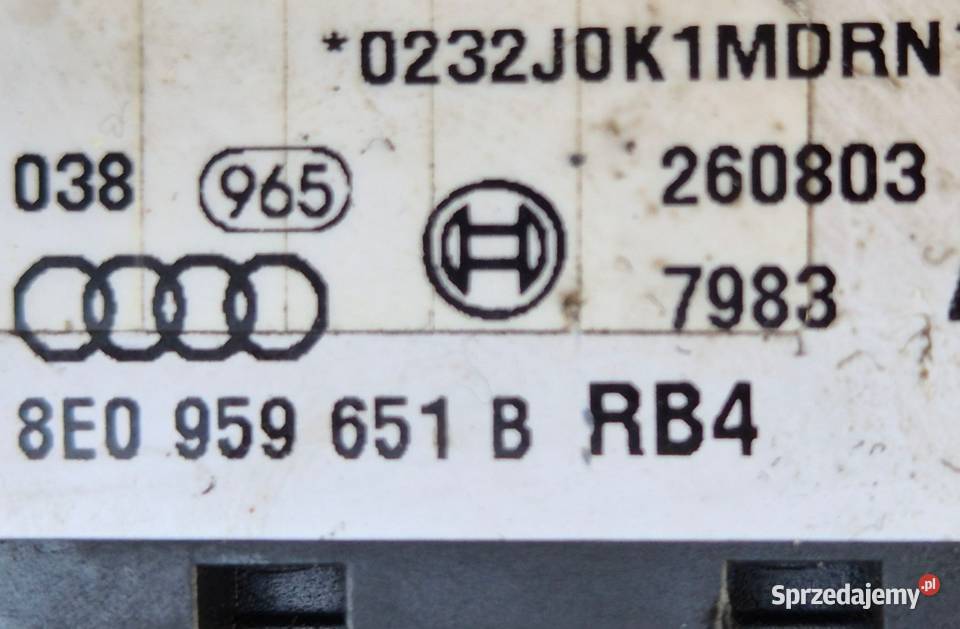 *0232J0K1MDRN
038 965 260803
7983
8E0 959 651 B RB4
Sprzedajemy.pl